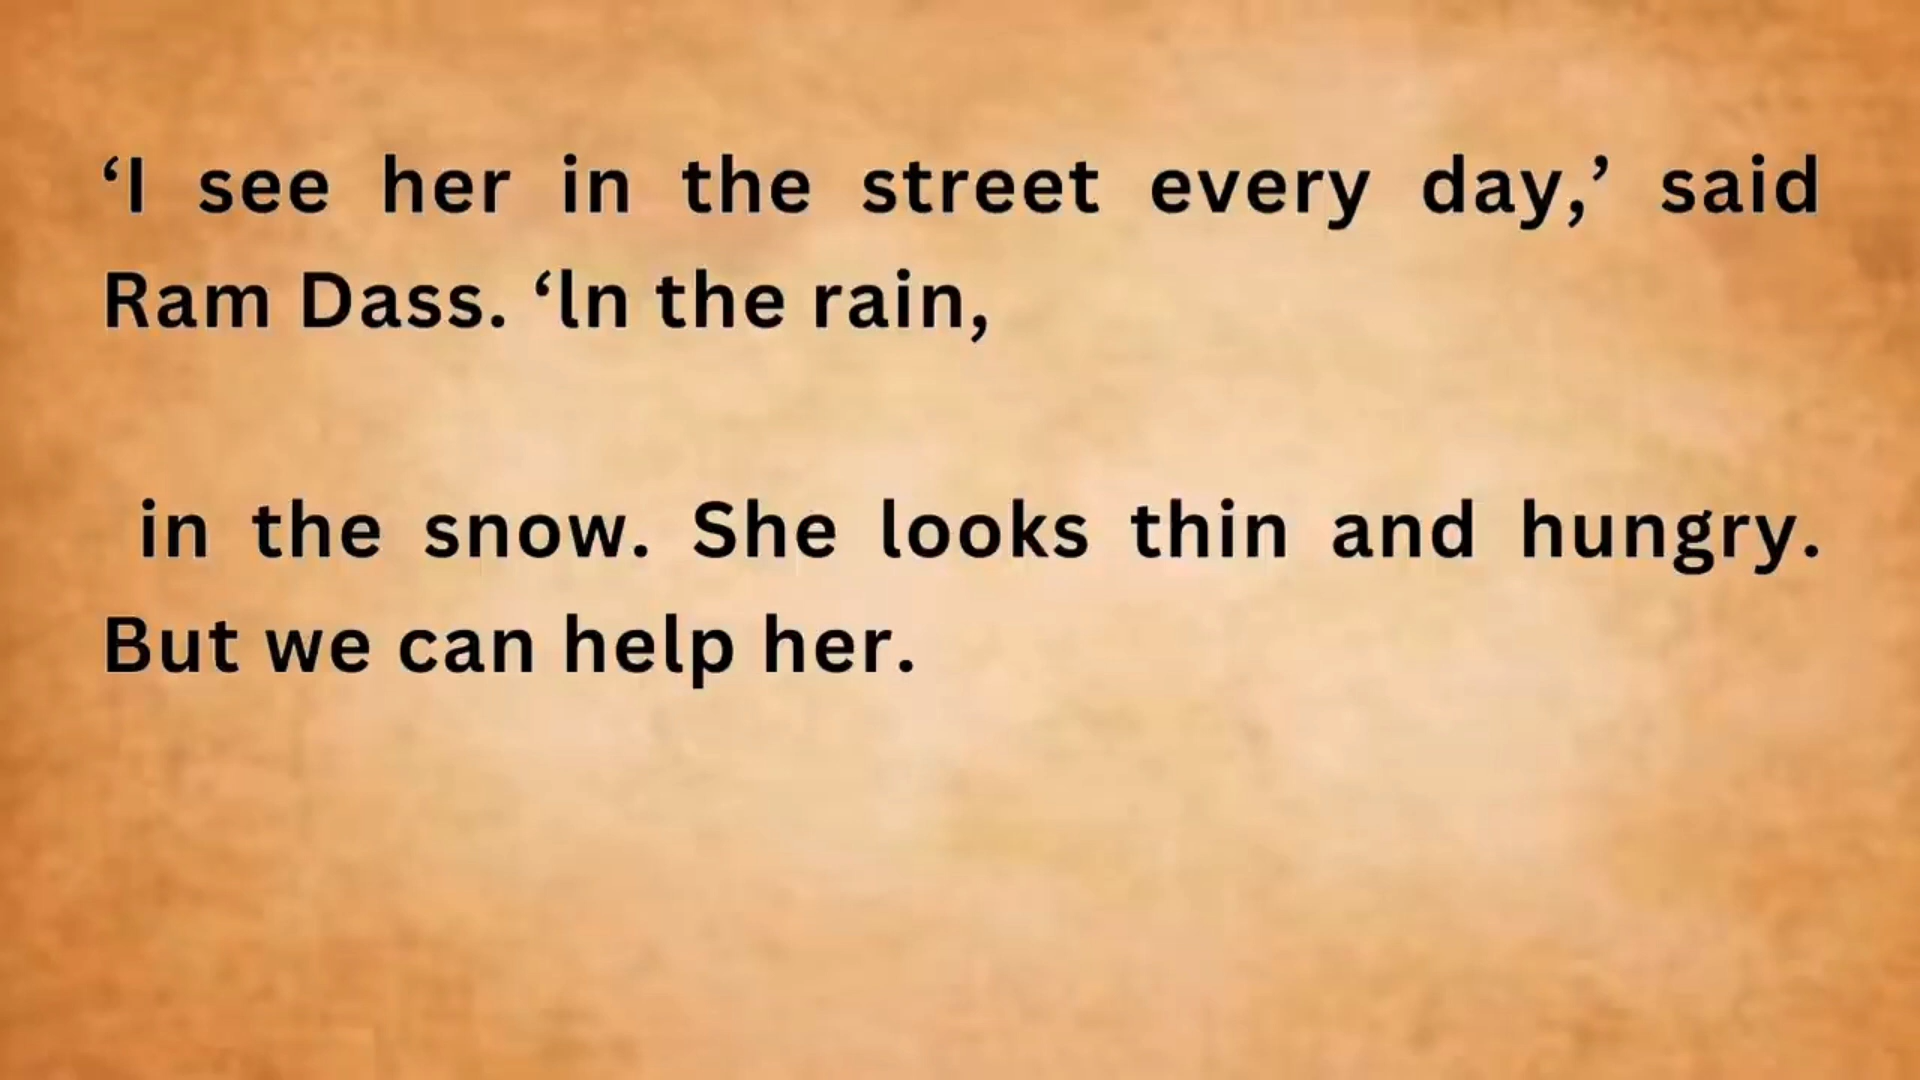 ‘I see her in the street every day,’ said
Ram Dass. ‘ln the rain,
in the snow. She looks thin and hungry.
But we can help her.